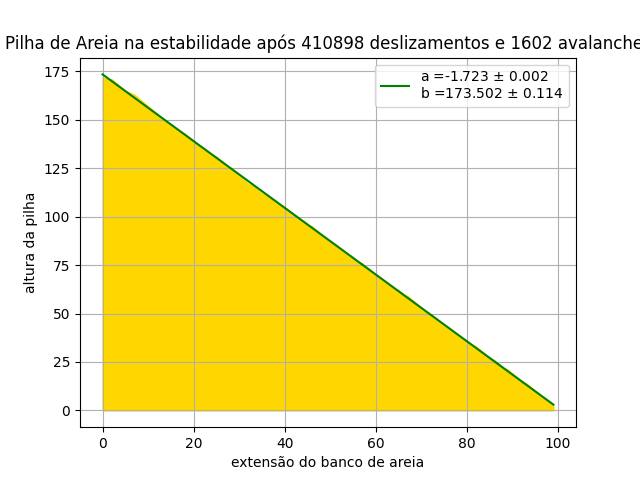 Pilha de Areia na estabilidade após 410898 deslizamentos e 1602 avalanche
a =-1.723 ± 0.002
b =173.502 ± 0.114
altura da pilha
175
150
125
100
75
50
25
0
0 20 40 60 80 100
extensão do banco de areia